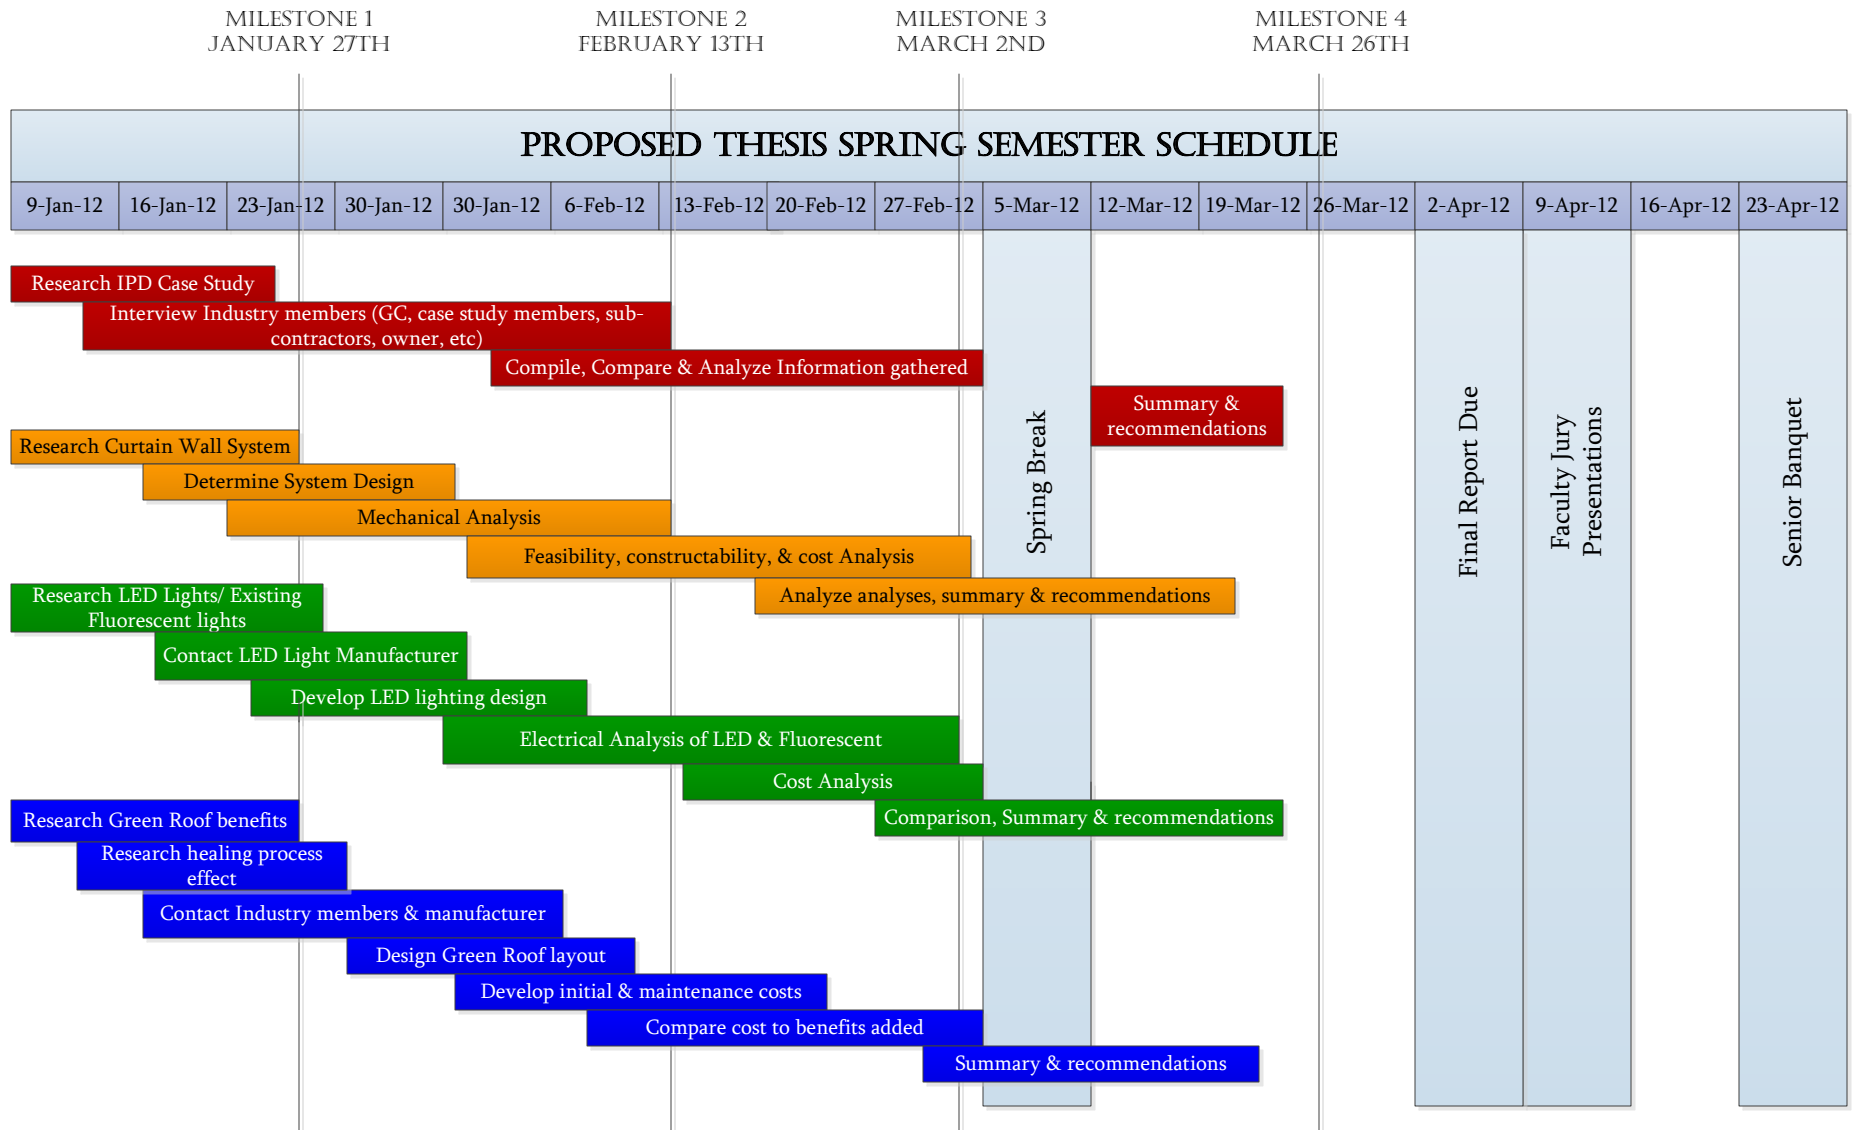 MILESTONE 1
JANUARY 27TH
MILESTONE 2
FEBRUARY 13TH
MILESTONE 3
MARCH 2ND
MILESTONE 4
MARCH 26TH
PROPOSED THESIS SPRING SEMESTER SCHEDULE
9-Jan-12 16-Jan-12 23-Jan-12 30-Jan-12 30-Jan-12 6-Feb-12 13-Feb-12 20-Feb-12 27-Feb-12 5-Mar-12 12-Mar-12 19-Mar-12 26-Mar-12 2-Apr-12 9-Apr-12 16-Apr-12 23-Apr-12
Research IPD Case Study
Interview Industry members (GC, case study members, sub-
contractors, owner, etc)
Compile, Compare & Analyze Information gathered
Summary &
recommendations
Spring Break
Final Report Due
Faculty Jury
Presentations
Senior Banquet
Research Curtain Wall System
Determine System Design
Mechanical Analysis
Feasibility, constructability, & cost Analysis
Analyze analyses, summary & recommendations
Research LED Lights/ Existing
Fluorescent lights
Contact LED Light Manufacturer
Develop LED lighting design
Electrical Analysis of LED & Fluorescent
Cost Analysis
Comparison, Summary & recommendations
Research Green Roof benefits
Research healing process
effect
Contact Industry members & manufacturer
Design Green Roof layout
Develop initial & maintenance costs
Compare cost to benefits added
Summary & recommendations